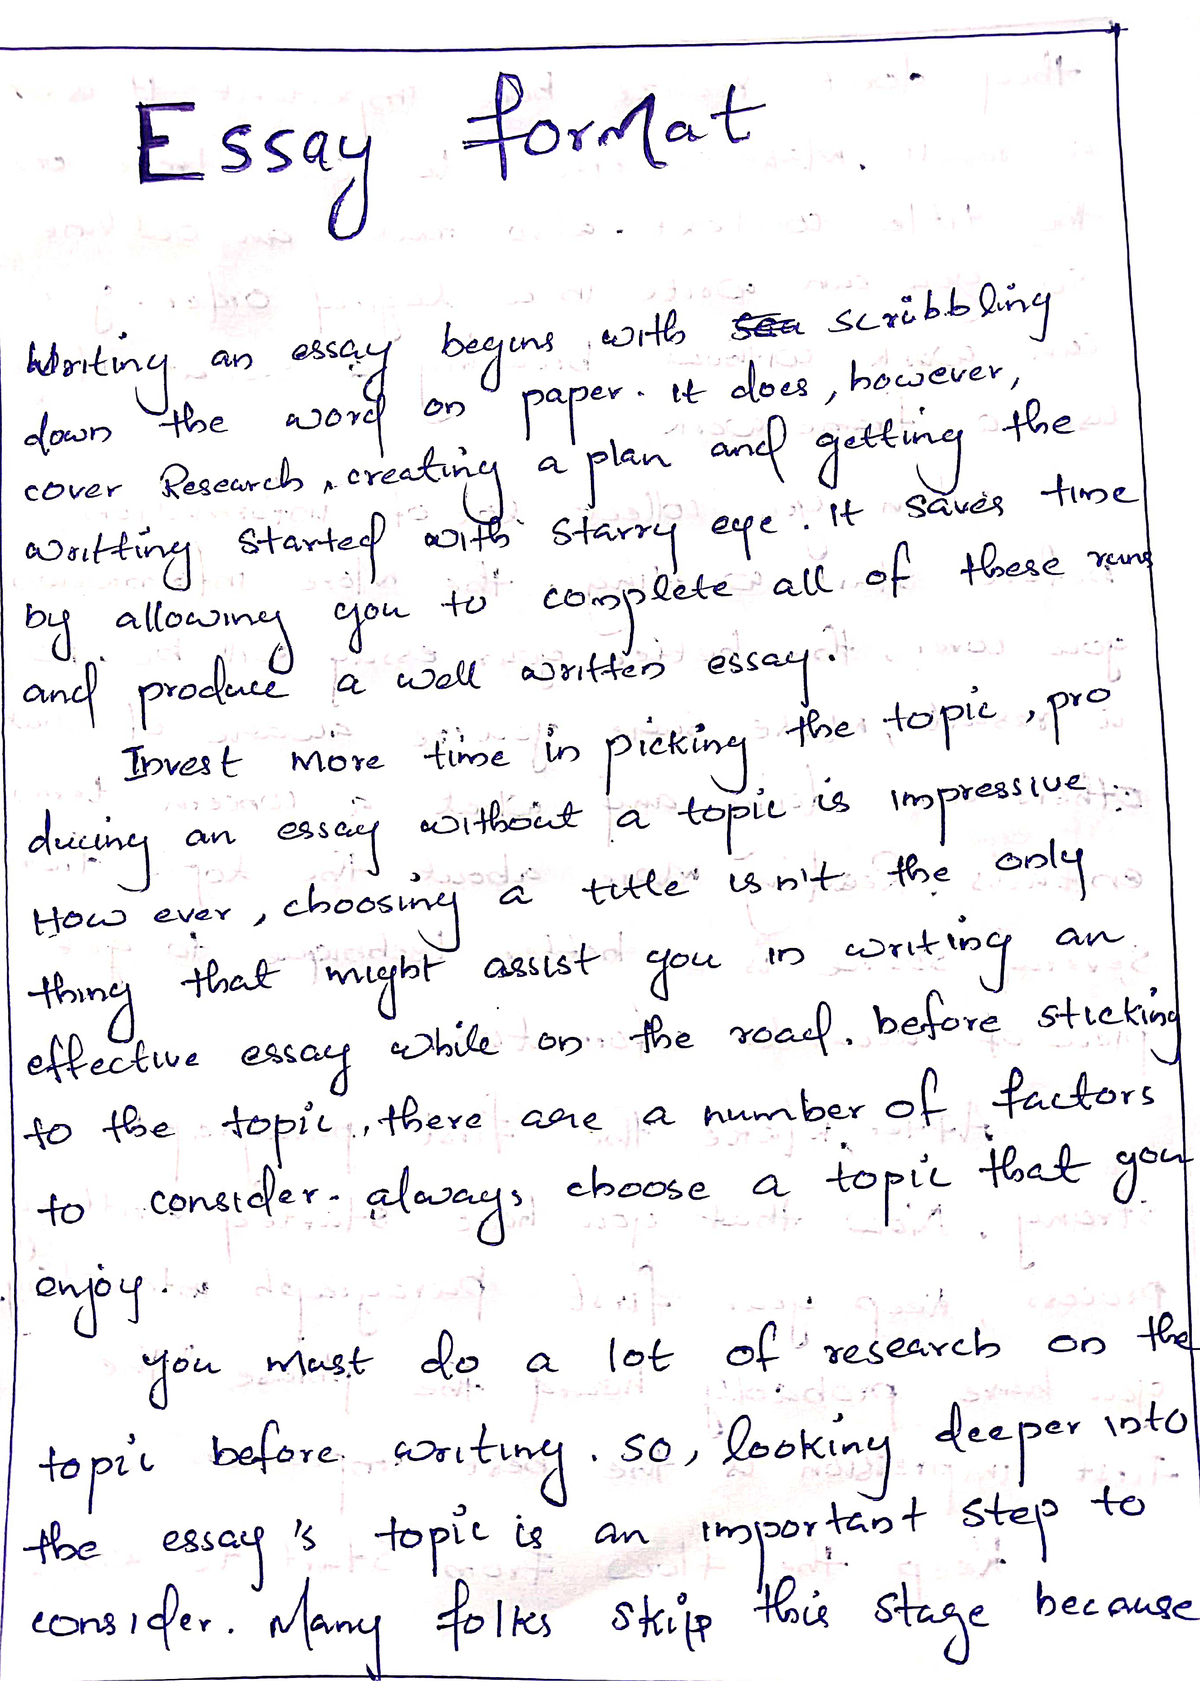 Essay format
Writing an essay begins with scribbling
down the word on paper. it does, however,
cover Research, creating a plan and getting the
writting started with starry eye. It saves time
by allowing you to complete all of these
and produce a well written essay.
Invest more time in picking the topic, pro
ducing an essay without a topic is impressive.
How ever, choosing a title isn't the only
thing that might assist you in writing an
effective essay while on the road. before sticking
to the topic, there are a number of factors
to consider. always choose a topic that you
enjoy.
you must do a lot of research on the
topic before writing. so, looking deeper into
the essay's topic is an important step to
consider. Many folks skip this stage because